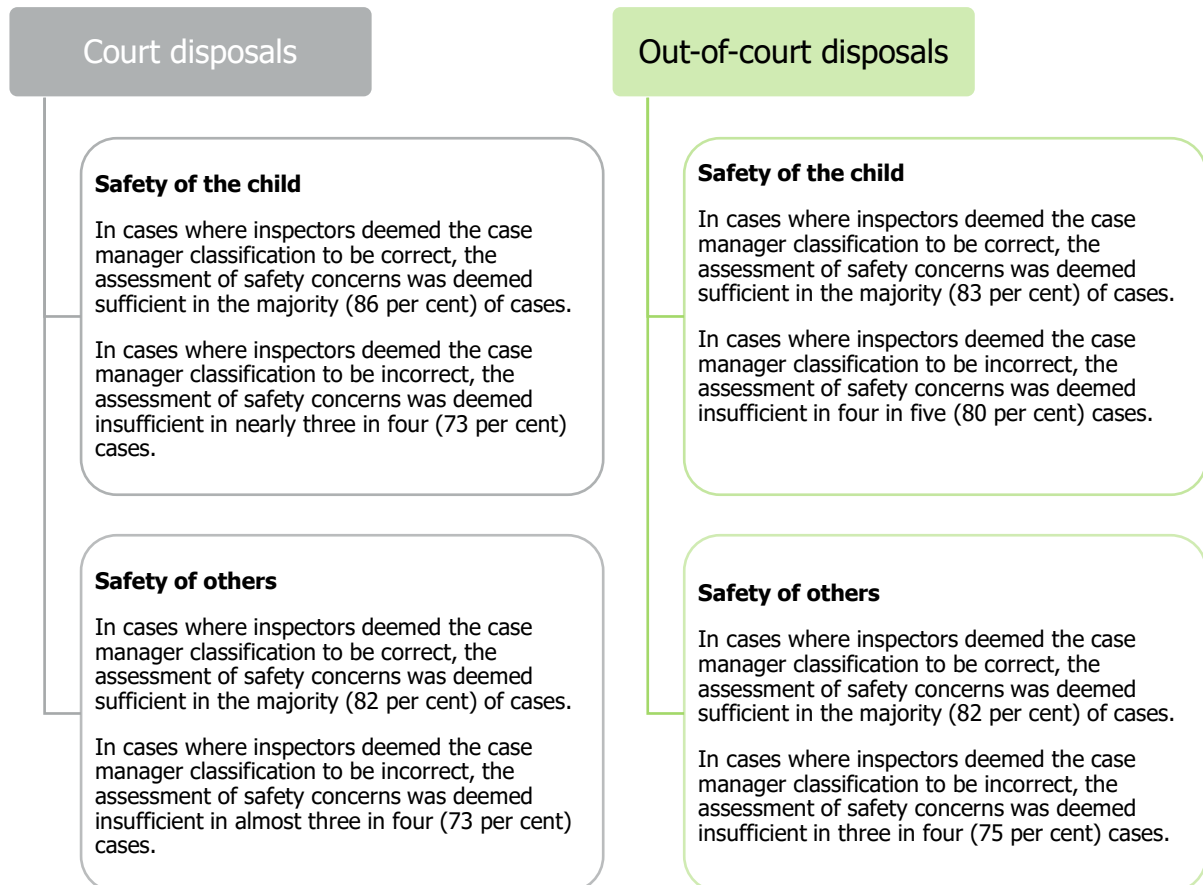 Court disposals
Safety of the child
In cases where inspectors deemed the case
manager classification to be correct, the
assessment of safety concerns was deemed
sufficient in the majority (86 per cent) of cases.
In cases where inspectors deemed the case
manager classification to be incorrect, the
assessment of safety concerns was deemed
insufficient in nearly three in four (73 per cent)
cases.
Safety of others
In cases where inspectors deemed the case
manager classification to be correct, the
assessment of safety concerns was deemed
sufficient in the majority (82 per cent) of cases.
In cases where inspectors deemed the case
manager classification to be incorrect, the
assessment of safety concerns was deemed
insufficient in almost three in four (73 per cent)
cases.
Out-of-court disposals
Safety of the child
In cases where inspectors deemed the case
manager classification to be correct, the
assessment of safety concerns was deemed
sufficient in the majority (83 per cent) of cases.
In cases where inspectors deemed the case
manager classification to be incorrect, the
assessment of safety concerns was deemed
insufficient in four in five (80 per cent) cases.
Safety of others
In cases where inspectors deemed the case
manager classification to be correct, the
assessment of safety concerns was deemed
sufficient in the majority (82 per cent) of cases.
In cases where inspectors deemed the case
manager classification to be incorrect, the
assessment of safety concerns was deemed
insufficient in three in four (75 per cent) cases.